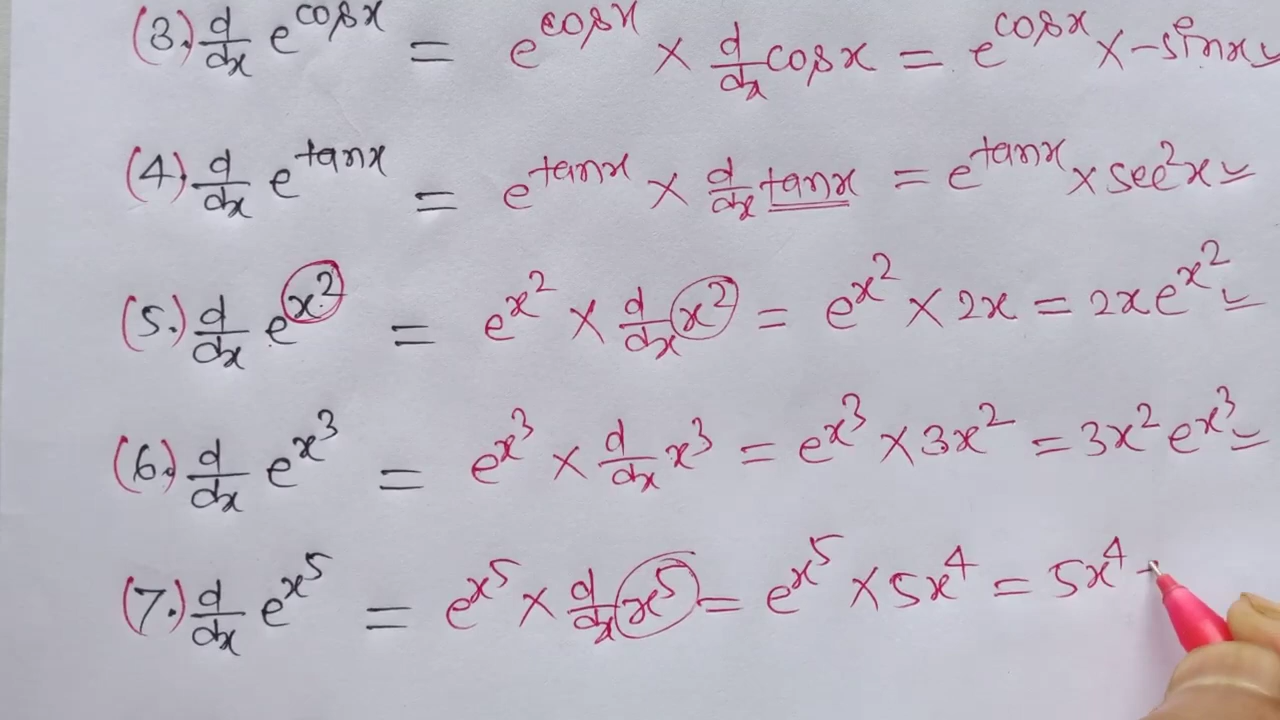 (3.) d/dx e^cosx = e^cosx × d/dx cosx = e^cosx × -sinx
(4). d/dx e^tanx = e^tanx × d/dx tanx = e^tanx × sec²x
(5.) d/dx e^x² = e^x² × d/dx x² = e^x² × 2x = 2xe^x²
(6.) d/dx e^x³ = e^x³ × d/dx x³ = e^x³ × 3x² = 3x² e^x³
(7.) d/dx e^x⁵ = e^x⁵ × d/dx x⁵ = e^x⁵ × 5x⁴ = 5x⁴